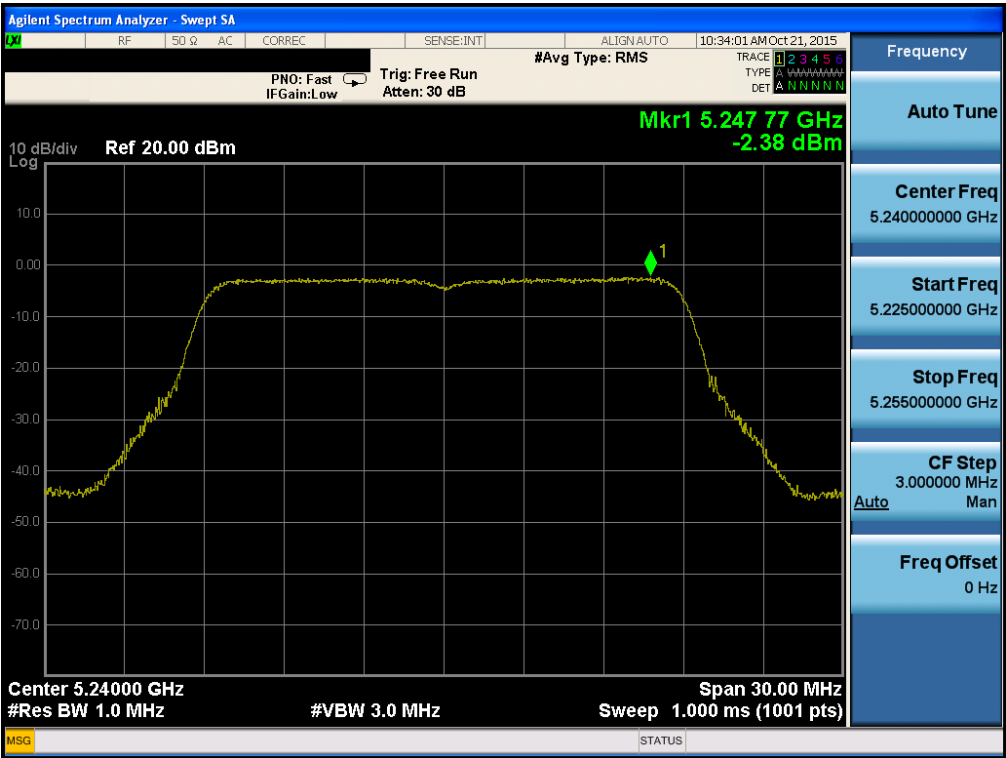 Agilent Spectrum Analyzer - Swept SA
LXI RF 50 Ω AC CORREC SENSE:INT ALIGN AUTO 10:34:01 AM Oct 21, 2015
#Avg Type: RMS TRACE 1 2 3 4 5 6
PNO: Fast Trig: Free Run TYPE A WWWWW
IFGain:Low Atten: 30 dB DET A N N N N N
Mkr1 5.247 77 GHz
-2.38 dBm
10 dB/div Ref 20.00 dBm
Log
10.0
1
0.00
-10.0
-20.0
-30.0
-40.0
-50.0
-60.0
-70.0
Center 5.24000 GHz Span 30.00 MHz
#Res BW 1.0 MHz #VBW 3.0 MHz Sweep 1.000 ms (1001 pts)
MSG STATUS
Frequency
Auto Tune
Center Freq
5.240000000 GHz
Start Freq
5.225000000 GHz
Stop Freq
5.255000000 GHz
CF Step
3.000000 MHz
Auto Man
Freq Offset
0 Hz